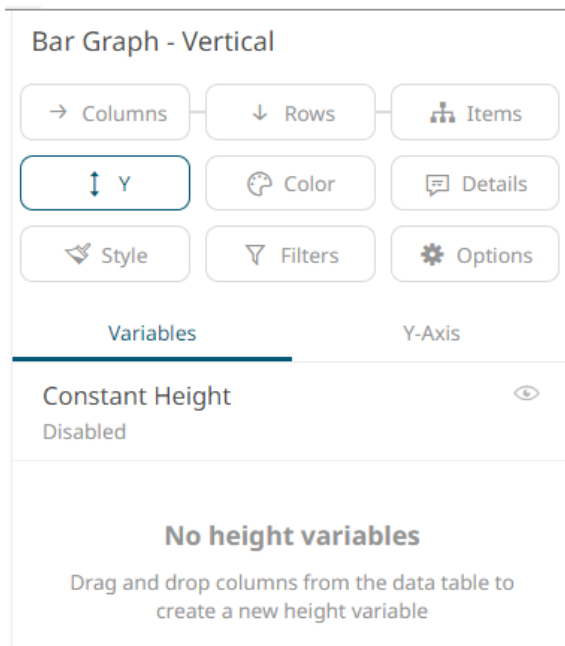 Bar Graph - Vertical
Columns Rows Items
Y Color Details
Style Filters Options
Variables Y-Axis
Constant Height
Disabled
No height variables
Drag and drop columns from the data table to
create a new height variable